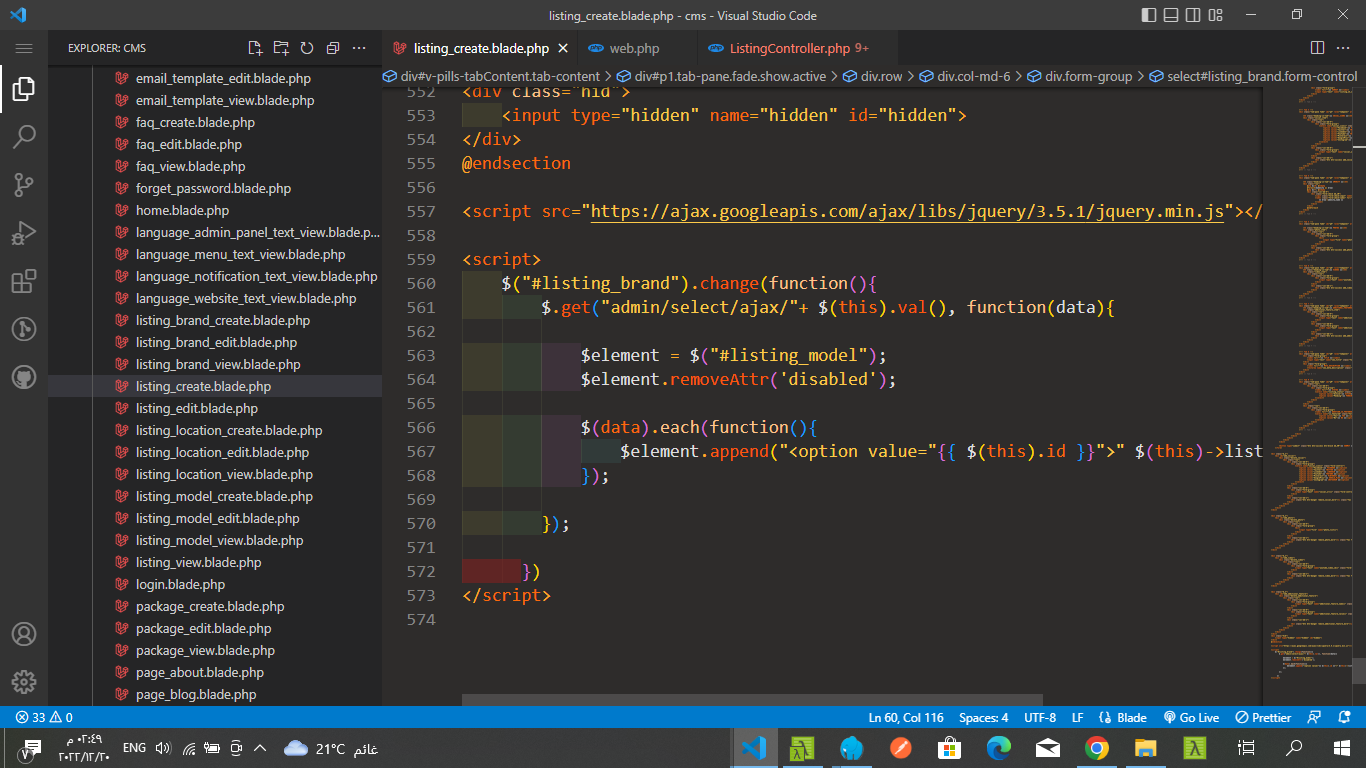 listing_create.blade.php - cms - Visual Studio Code
EXPLORER: CMS
listing_create.blade.php
web.php
ListingController.php 9+
div#v-pills-tabContent.tab-content > div#p1.tab-pane.fade.show.active > div.row > div.col-md-6 > div.form-group > select#listing_brand.form-control
email_template_edit.blade.php
email_template_view.blade.php
faq_create.blade.php
faq_edit.blade.php
faq_view.blade.php
forget_password.blade.php
home.blade.php
language_admin_panel_text_view.blade.p...
language_menu_text_view.blade.php
language_notification_text_view.blade.php
language_website_text_view.blade.php
listing_brand_create.blade.php
listing_brand_edit.blade.php
listing_brand_view.blade.php
listing_create.blade.php
listing_edit.blade.php
listing_location_create.blade.php
listing_location_edit.blade.php
listing_location_view.blade.php
listing_model_create.blade.php
listing_model_edit.blade.php
listing_model_view.blade.php
listing_view.blade.php
login.blade.php
package_create.blade.php
package_edit.blade.php
package_view.blade.php
page_about.blade.php
page_blog.blade.php
552 <div class="hid">
553 <input type="hidden" name="hidden" id="hidden">
554 </div>
555 @endsection
556
557 <script src="https://ajax.googleapis.com/ajax/libs/jquery/3.5.1/jquery.min.js"></
558
559 <script>
560 $("#listing_brand").change(function(){
561 $.get("admin/select/ajax/"+ $(this).val(), function(data){
562
563 $element = $("#listing_model");
564 $element.removeAttr('disabled');
565
566 $(data).each(function(){
567 $element.append("<option value="{{ $(this).id }}">" $(this)->list
568 });
569
570 });
571
572 })
573 </script>
574
33 0
Ln 60, Col 116 Spaces: 4 UTF-8 LF Blade Go Live Prettier
ENG
٠٢:٤٩ م
٢٠٢٢/١٢/٢٠
21°C غائم